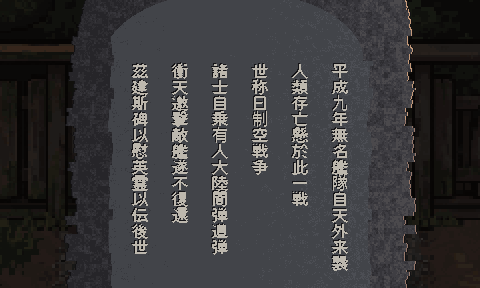 平成九年無名艦隊自天外来襲
人類存亡懸於此一戦
世称曰制空戦争
諸士自乗有人大陸間弾道弾
衝天邀撃敵艦遂不復還
茲建斯碑以慰英霊以伝後世